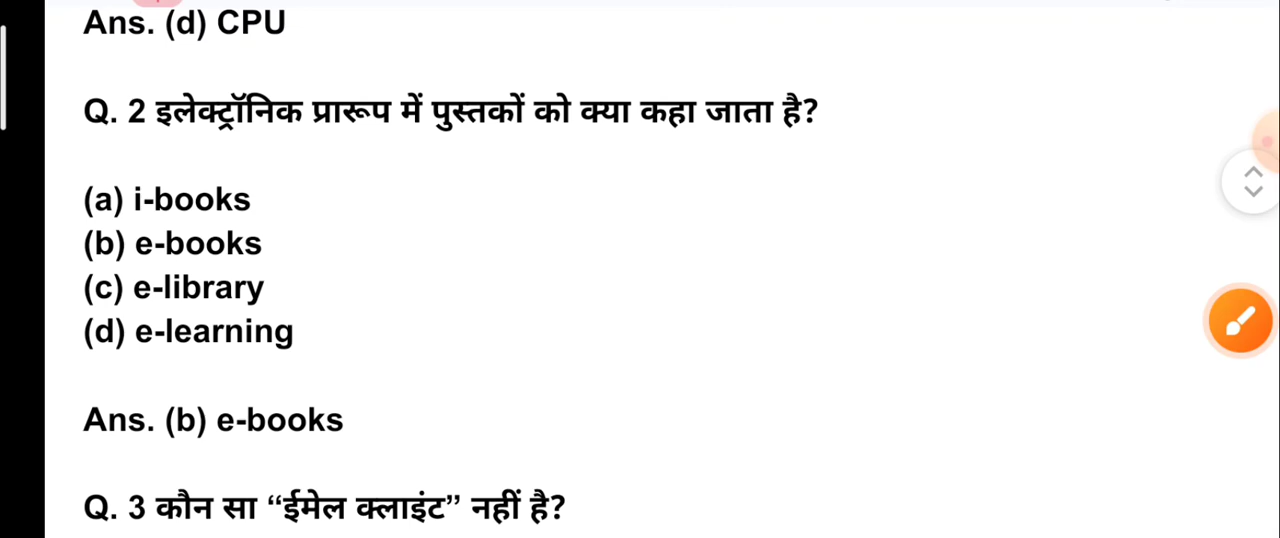 Ans. (d) CPU
Q. 2 इलेक्ट्रॉनिक प्रारूप में पुस्तकों को क्या कहा जाता है?
(a) i-books
(b) e-books
(c) e-library
(d) e-learning
Ans. (b) e-books
Q. 3 कौन सा “ईमेल क्लाइंट” नहीं है?